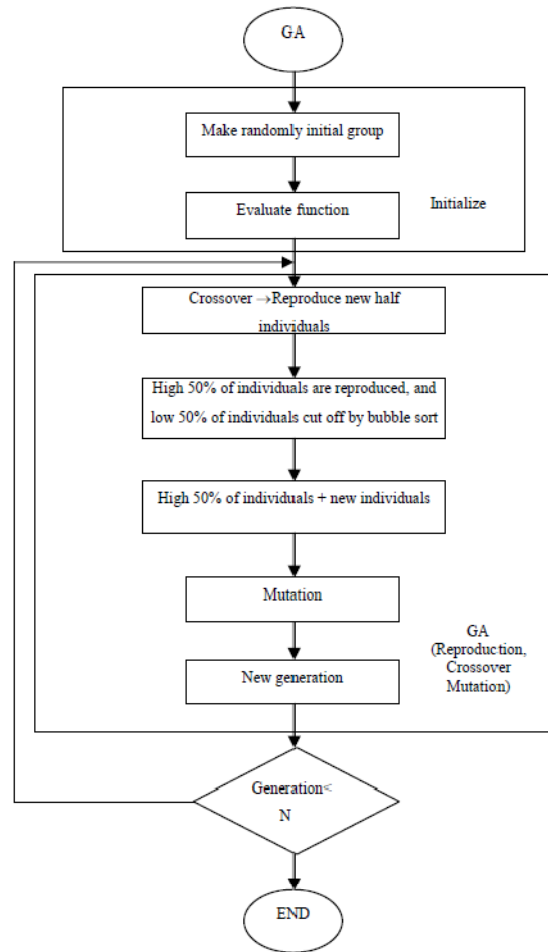 GA
Make randomly initial group
Evaluate function
Initialize
Crossover →Reproduce new half
individuals
High 50% of individuals are reproduced, and
low 50% of individuals cut off by bubble sort
High 50% of individuals + new individuals
Mutation
New generation
GA
(Reproduction,
Crossover
Mutation)
Generation<
N
END